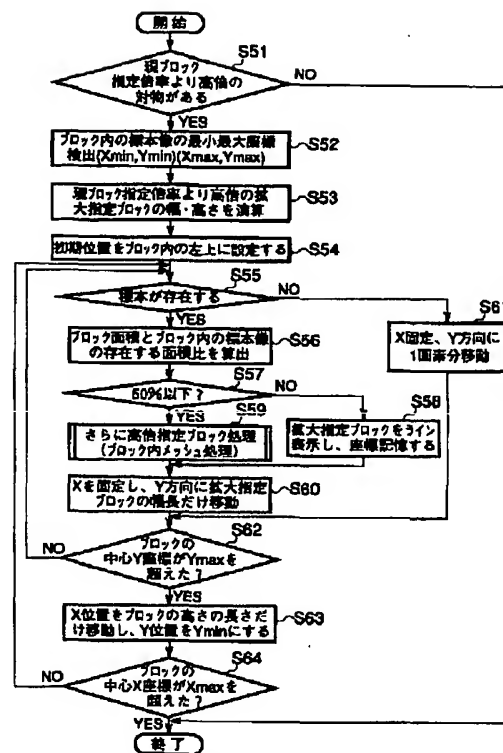 開始
S51
現ブロック
指定倍率より高倍の
対物がある
NO
YES
S52
ブロック内の標本像の最小最大座標
検出(Xmin,Ymin)(Xmax,Ymax)
S53
現ブロック指定倍率より高倍の拡
大指定ブロックの幅・高さを演算
S54
初期位置をブロック内の左上に設定する
S55
標本が存在する
NO
YES
S56
ブロック面積とブロック内の標本像
の存在する面積比を算出
S61
X固定、Y方向に
1画素分移動
S57
50%以下?
NO
YES
S59
さらに高倍指定ブロック処理
(ブロック内メッシュ処理)
S58
拡大指定ブロックをライン
表示し、座標記憶する
S60
Xを固定し、Y方向に拡大指定
ブロックの幅長だけ移動
S62
NO
ブロックの
中心Y座標がYmaxを
超えた?
YES
S63
X位置をブロックの高さの長さだ
け移動し、Y位置をYminにする
S64
NO
ブロックの
中心X座標がXmaxを
超えた?
YES
終了